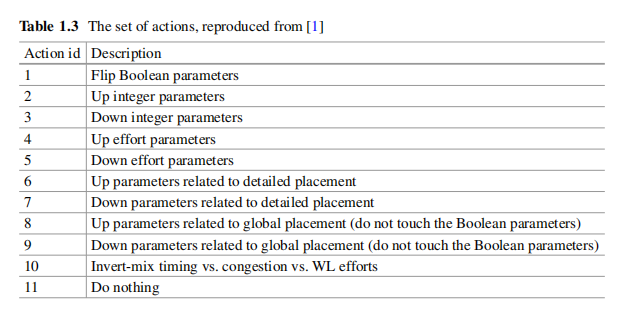 Table 1.3 The set of actions, reproduced from [1]
Action id Description
1 Flip Boolean parameters
2 Up integer parameters
3 Down integer parameters
4 Up effort parameters
5 Down effort parameters
6 Up parameters related to detailed placement
7 Down parameters related to detailed placement
8 Up parameters related to global placement (do not touch the Boolean parameters)
9 Down parameters related to global placement (do not touch the Boolean parameters)
10 Invert-mix timing vs. congestion vs. WL efforts
11 Do nothing